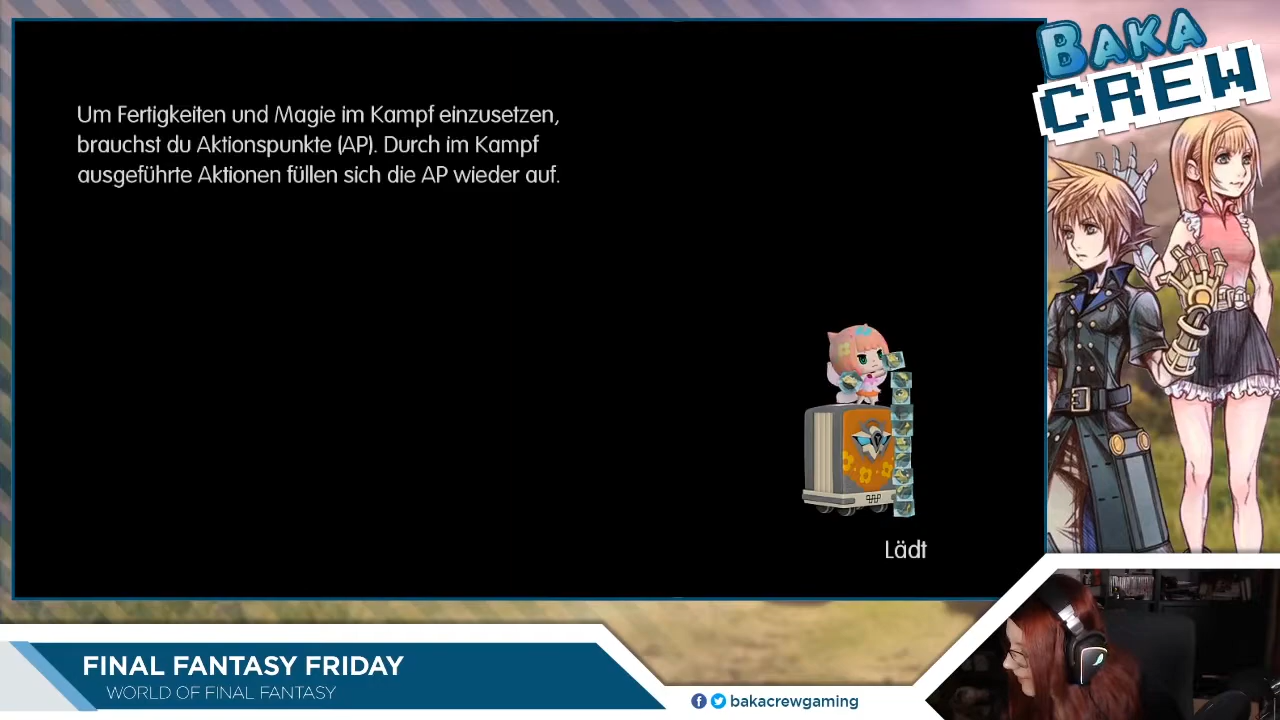 BAKA
CREW
Um Fertigkeiten und Magie im Kampf einzusetzen,
brauchst du Aktionspunkte (AP). Durch im Kampf
ausgeführte Aktionen füllen sich die AP wieder auf.
Lädt
FINAL FANTASY FRIDAY
WORLD OF FINAL FANTASY
bakacrewgaming